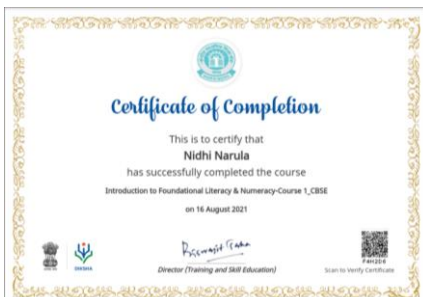 Certificate of Completion
This is to certify that
Nidhi Narula
has successfully completed the course
Introduction to Foundational Literacy & Numeracy-Course 1_CBSE
on 16 August 2021
DIKSHA
Director (Training and Skill Education)
Scan to Verify Certificate